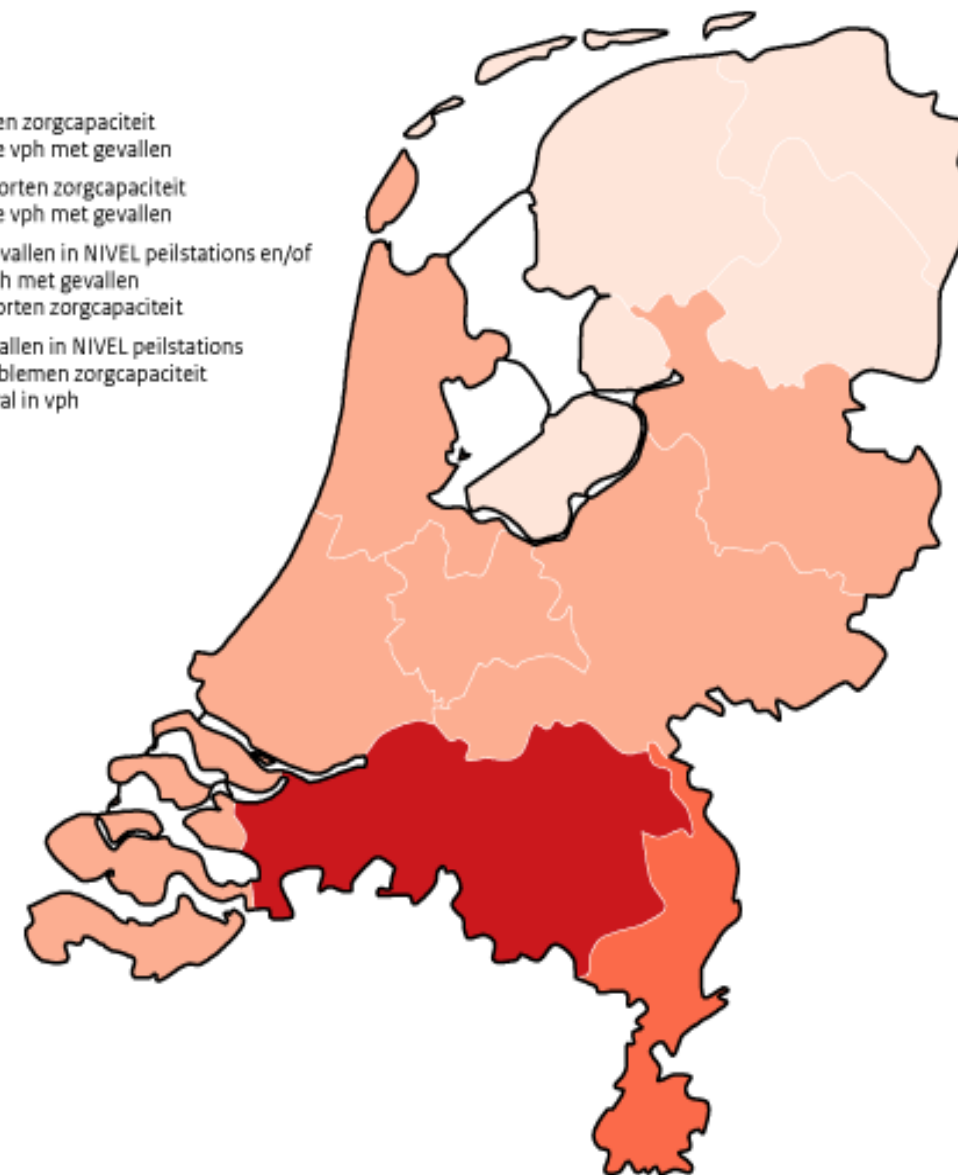 en zorgcapaciteit
e vph met gevallen
orten zorgcapaciteit
e vph met gevallen
vallen in NIVEL peilstations en/of
h met gevallen
orten zorgcapaciteit
allen in NIVEL peilstations
blemen zorgcapaciteit
al in vph